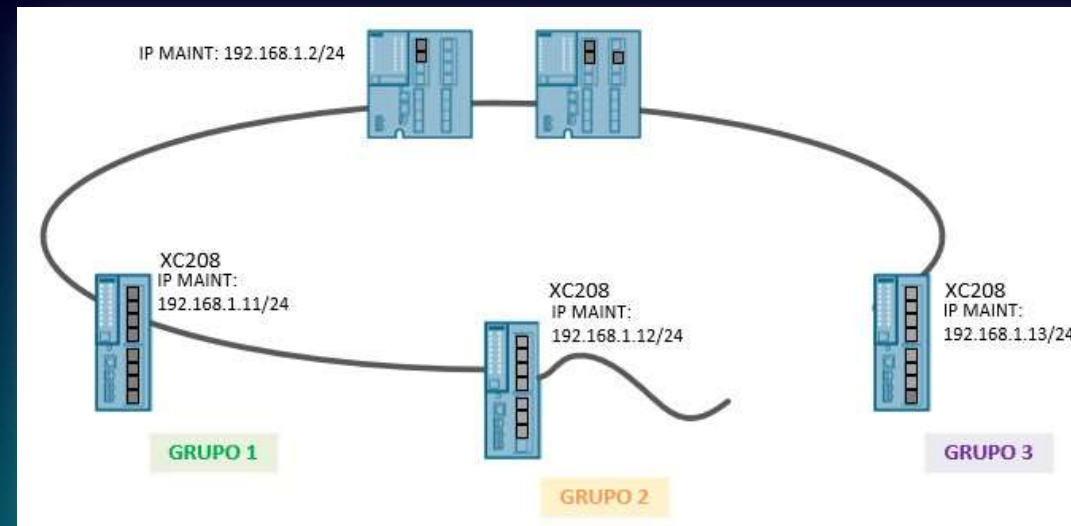 IP MAINT: 192.168.1.2/24
XC208
IP MAINT:
192.168.1.11/24
XC208
IP MAINT:
192.168.1.12/24
XC208
IP MAINT:
192.168.1.13/24
GRUPO 1
GRUPO 2
GRUPO 3